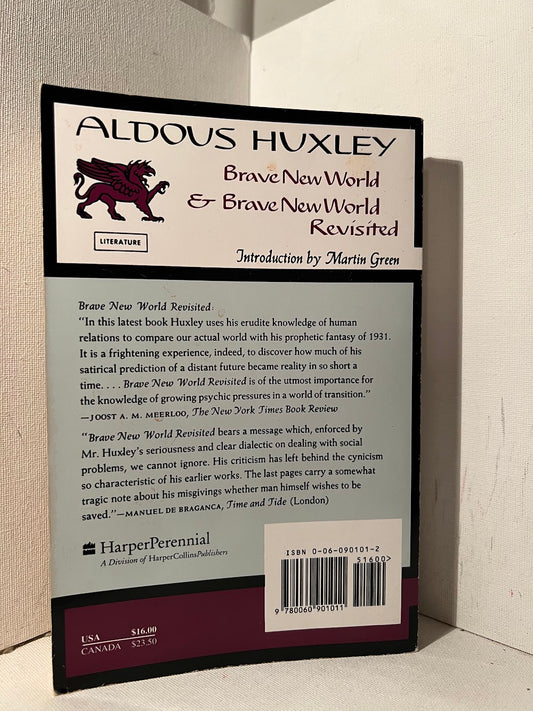 ALDOUS HUXLEY
Brave New World
& Brave New World
Revisited
LITERATURE
Introduction by Martin Green
Brave New World Revisited:
"In this latest book Huxley uses his erudite knowledge of human
relations to compare our actual world with his prophetic fantasy of 1931.
It is a frightening experience, indeed, to discover how much of his
satirical prediction of a distant future became reality in so short a
time. . . . Brave New World Revisited is of the utmost importance for
the knowledge of growing psychic pressures in a world of transition."
—JOOST A. M. MEERLOO, The New York Times Book Review
"Brave New World Revisited bears a message which, enforced by
Mr. Huxley's seriousness and clear dialectic on dealing with social
problems, we cannot ignore. His criticism has left behind the cynicism
so characteristic of his earlier works. The last pages carry a somewhat
tragic note about his misgivings whether man himself wishes to be
saved."—MANUEL DE BRAGANCA, Time and Tide (London)
HarperPerennial
A Division of HarperCollinsPublishers
ISBN 0-06-090101-2
51600>
9 780060 901011
USA $16.00
CANADA $23.50